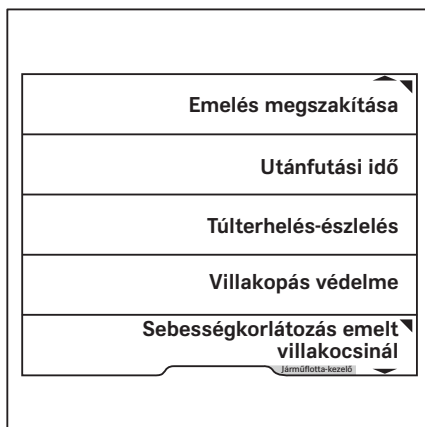 Emelés megszakítása
Utánfutási idő
Túlterhelés-észlelés
Villakopás védelme
Sebességkorlátozás emelt
villakocsinál
Járműflotta-kezelő